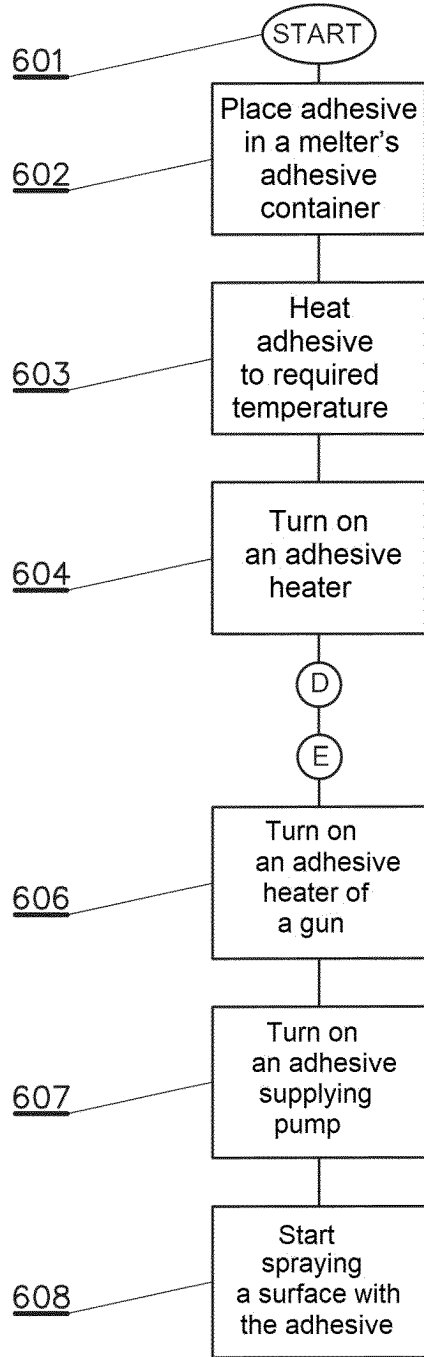 START
601
Place adhesive
in a melter's
adhesive
container
602
Heat
adhesive
to required
temperature
603
Turn on
an adhesive
heater
604
D
E
Turn on
an adhesive
heater of
a gun
606
Turn on
an adhesive
supplying
pump
607
Start
spraying
a surface with
the adhesive
608